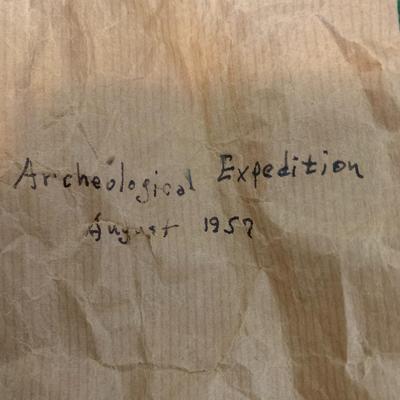 Archeological Expedition
August 1957